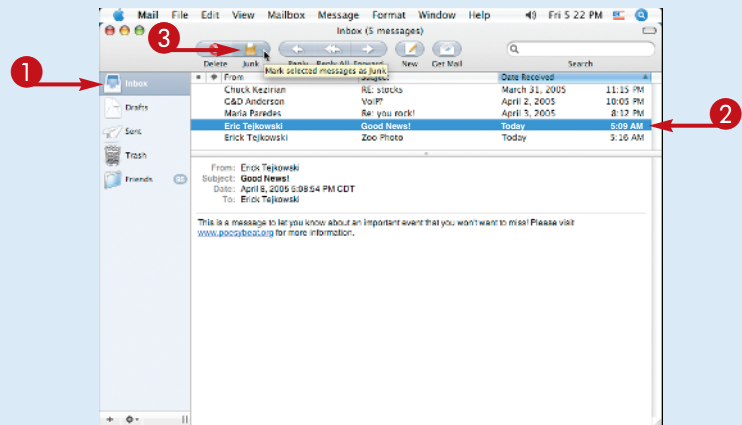 Mail File Edit View Mailbox Message Format Window Help Fri 5 22 PM
Inbox (5 messages)
3
Delete Junk Reply Reply All Forward New Get Mail Search
Mark selected messages as Junk
1
2
Inbox
Drafts
Sent
Trash
Friends
From Subject Date Received
Chuck Kezirian RE: stocks March 31, 2005 11:15 PM
G&D Anderson VoIP? April 2, 2005 10:05 PM
Maria Paredes Re: you rock! April 3, 2005 8:12 PM
Eric Tejkowski Good News! Today 5:09 AM
Erick Tejkowski Zoo Photo Today 5:16 AM
From: Erick Tejkowski
Subject: Good News!
Date: April 8, 2005 5:08:54 PM CDT
To: Erick Tejkowski
This is a message to let you know about an important event that you won't want to miss! Please visit
www.poesybeat.org for more information.